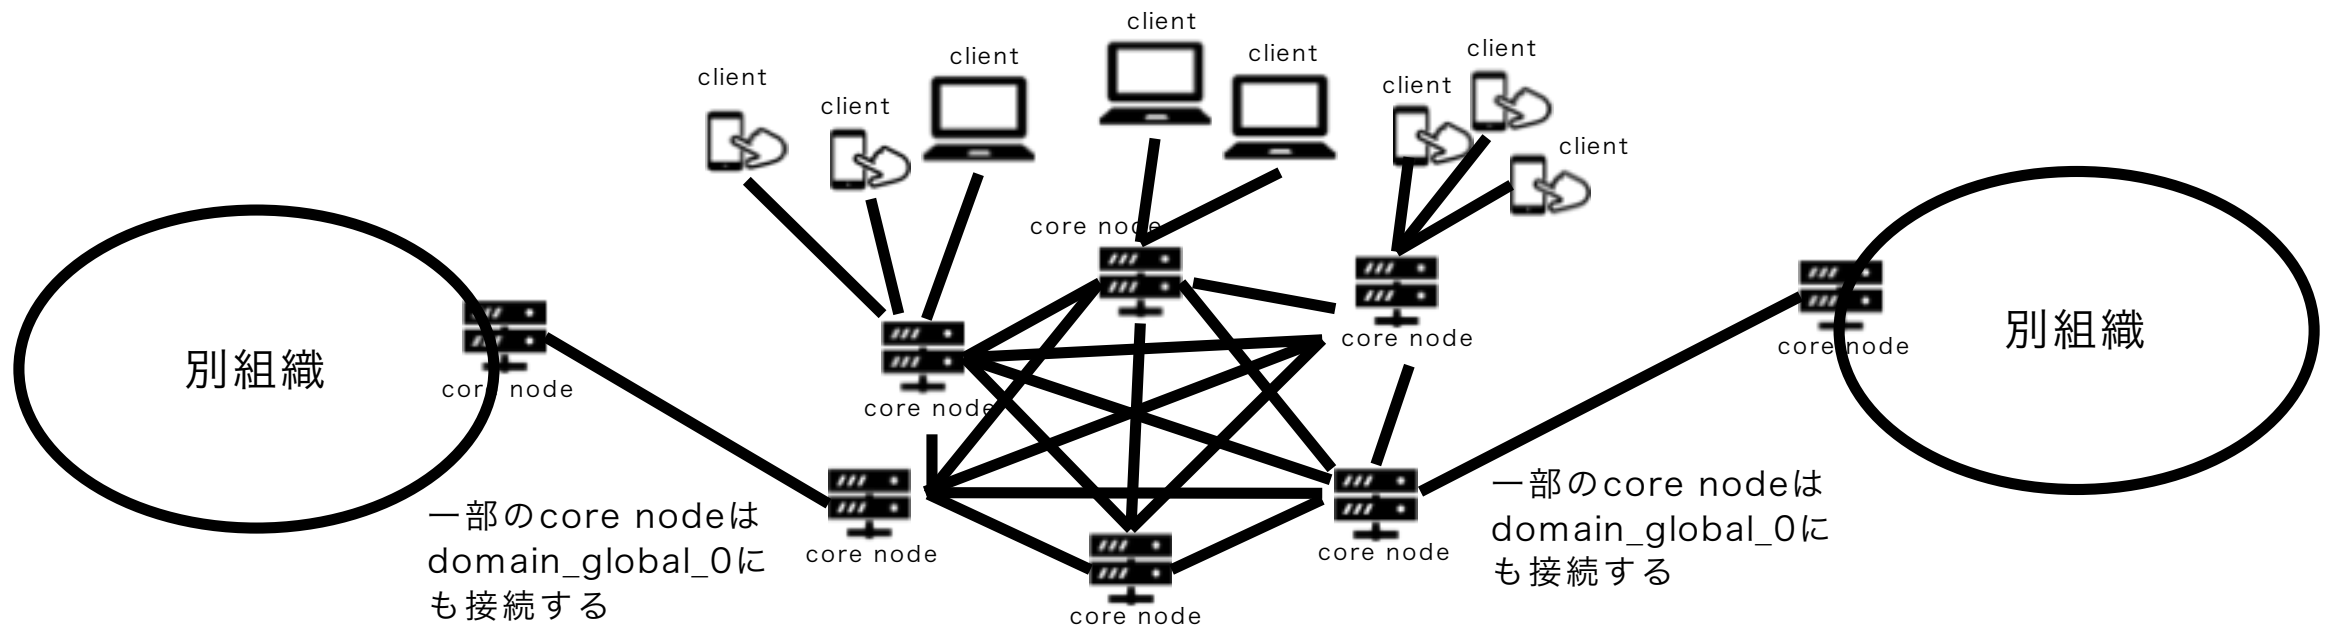 client
client
client
client
client
client
client
client
core node
core node
core node
core node
core node
core node
core node
core node
別組織
別組織
一部のcore nodeは
domain_global_0に
も接続する
一部のcore nodeは
domain_global_0に
も接続する